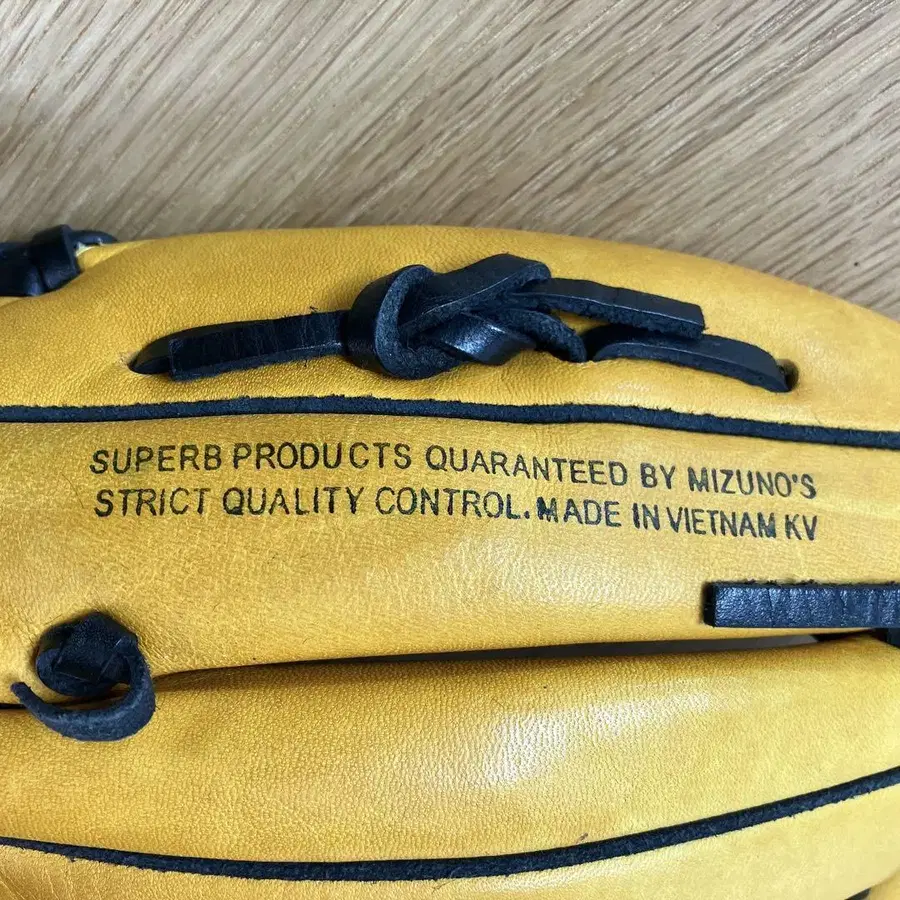 SUPERB PRODUCTS QUARANTEED BY MIZUNO'S
STRICT QUALITY CONTROL. MADE IN VIETNAM KV